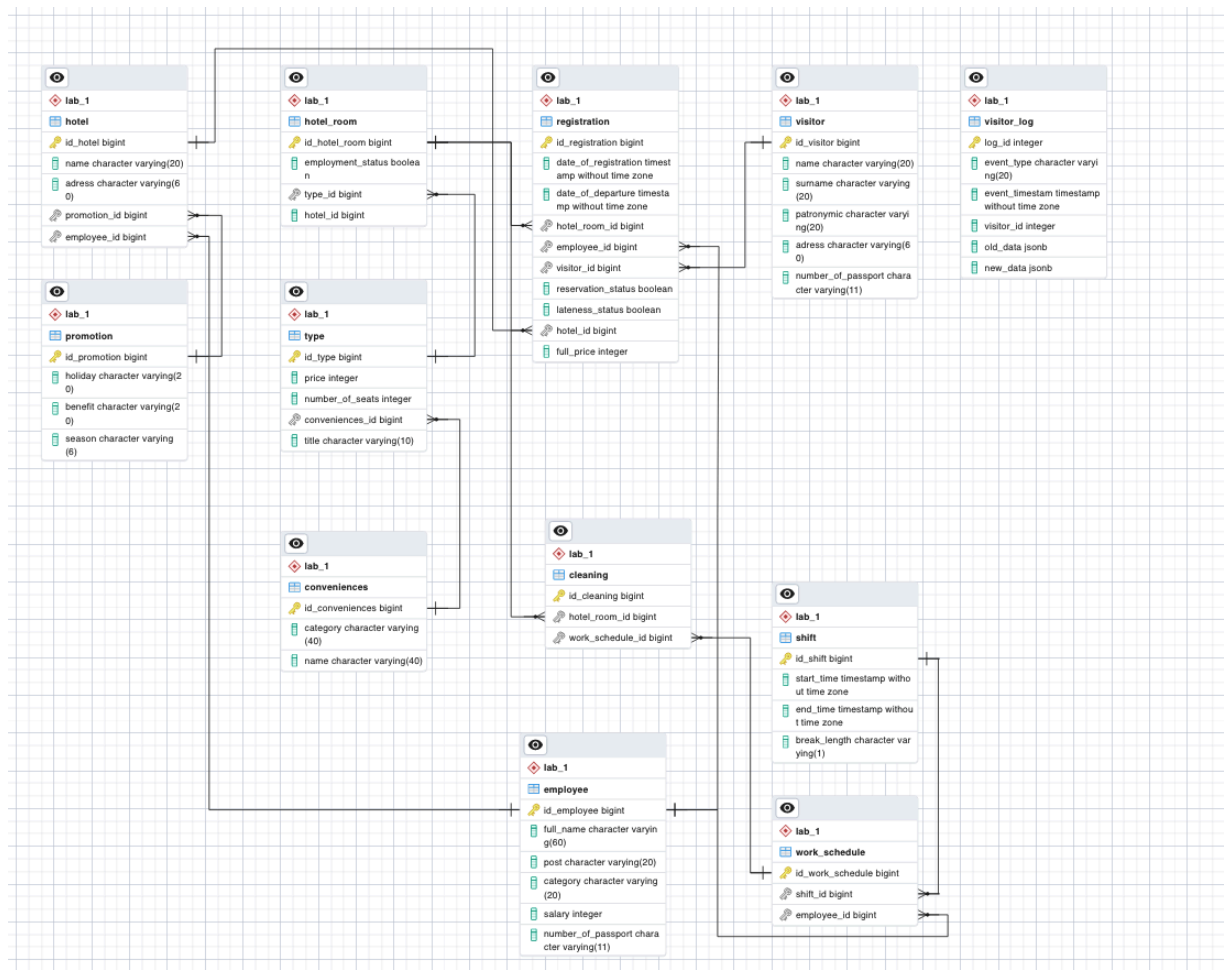 lab_1
hotel
id_hotel bigint
name character varying(20)
adress character varying(6
0)
promotion_id bigint
employee_id bigint
lab_1
hotel_room
id_hotel_room bigint
employment_status boolea
n
type_id bigint
hotel_id bigint
lab_1
registration
id_registration bigint
date_of_registration timest
amp without time zone
date_of_departure timesta
mp without time zone
hotel_room_id bigint
employee_id bigint
visitor_id bigint
reservation_status boolean
lateness_status boolean
hotel_id bigint
full_price integer
lab_1
visitor
id_visitor bigint
name character varying(20)
surname character varying
(20)
patronymic character varyi
ng(20)
adress character varying(6
0)
number_of_passport chara
cter varying(11)
lab_1
visitor_log
log_id integer
event_type character varyi
ng(20)
event_timestam timestamp
without time zone
visitor_id integer
old_data jsonb
new_data jsonb
lab_1
promotion
id_promotion bigint
holiday character varying(2
0)
benefit character varying(2
0)
season character varying
(6)
lab_1
type
id_type bigint
price integer
number_of_seats integer
conveniences_id bigint
title character varying(10)
lab_1
conveniences
id_conveniences bigint
category character varying
(40)
name character varying(40)
lab_1
cleaning
id_cleaning bigint
hotel_room_id bigint
work_schedule_id bigint
lab_1
shift
id_shift bigint
start_time timestamp witho
ut time zone
end_time timestamp withou
t time zone
break_length character var
ying(1)
lab_1
employee
id_employee bigint
full_name character varyin
g(60)
post character varying(20)
category character varying
(20)
salary integer
number_of_passport chara
cter varying(11)
lab_1
work_schedule
id_work_schedule bigint
shift_id bigint
employee_id bigint